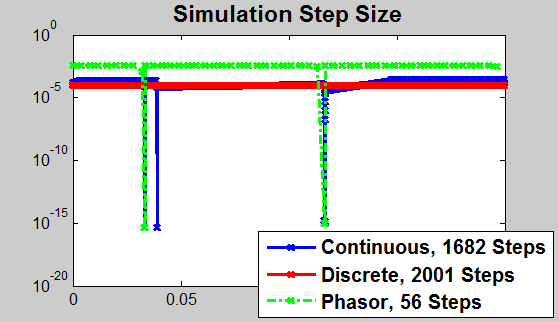 Simulation Step Size
10^0
10^-5
10^-10
10^-15
10^-20
0
0.05
Continuous, 1682 Steps
Discrete, 2001 Steps
Phasor, 56 Steps